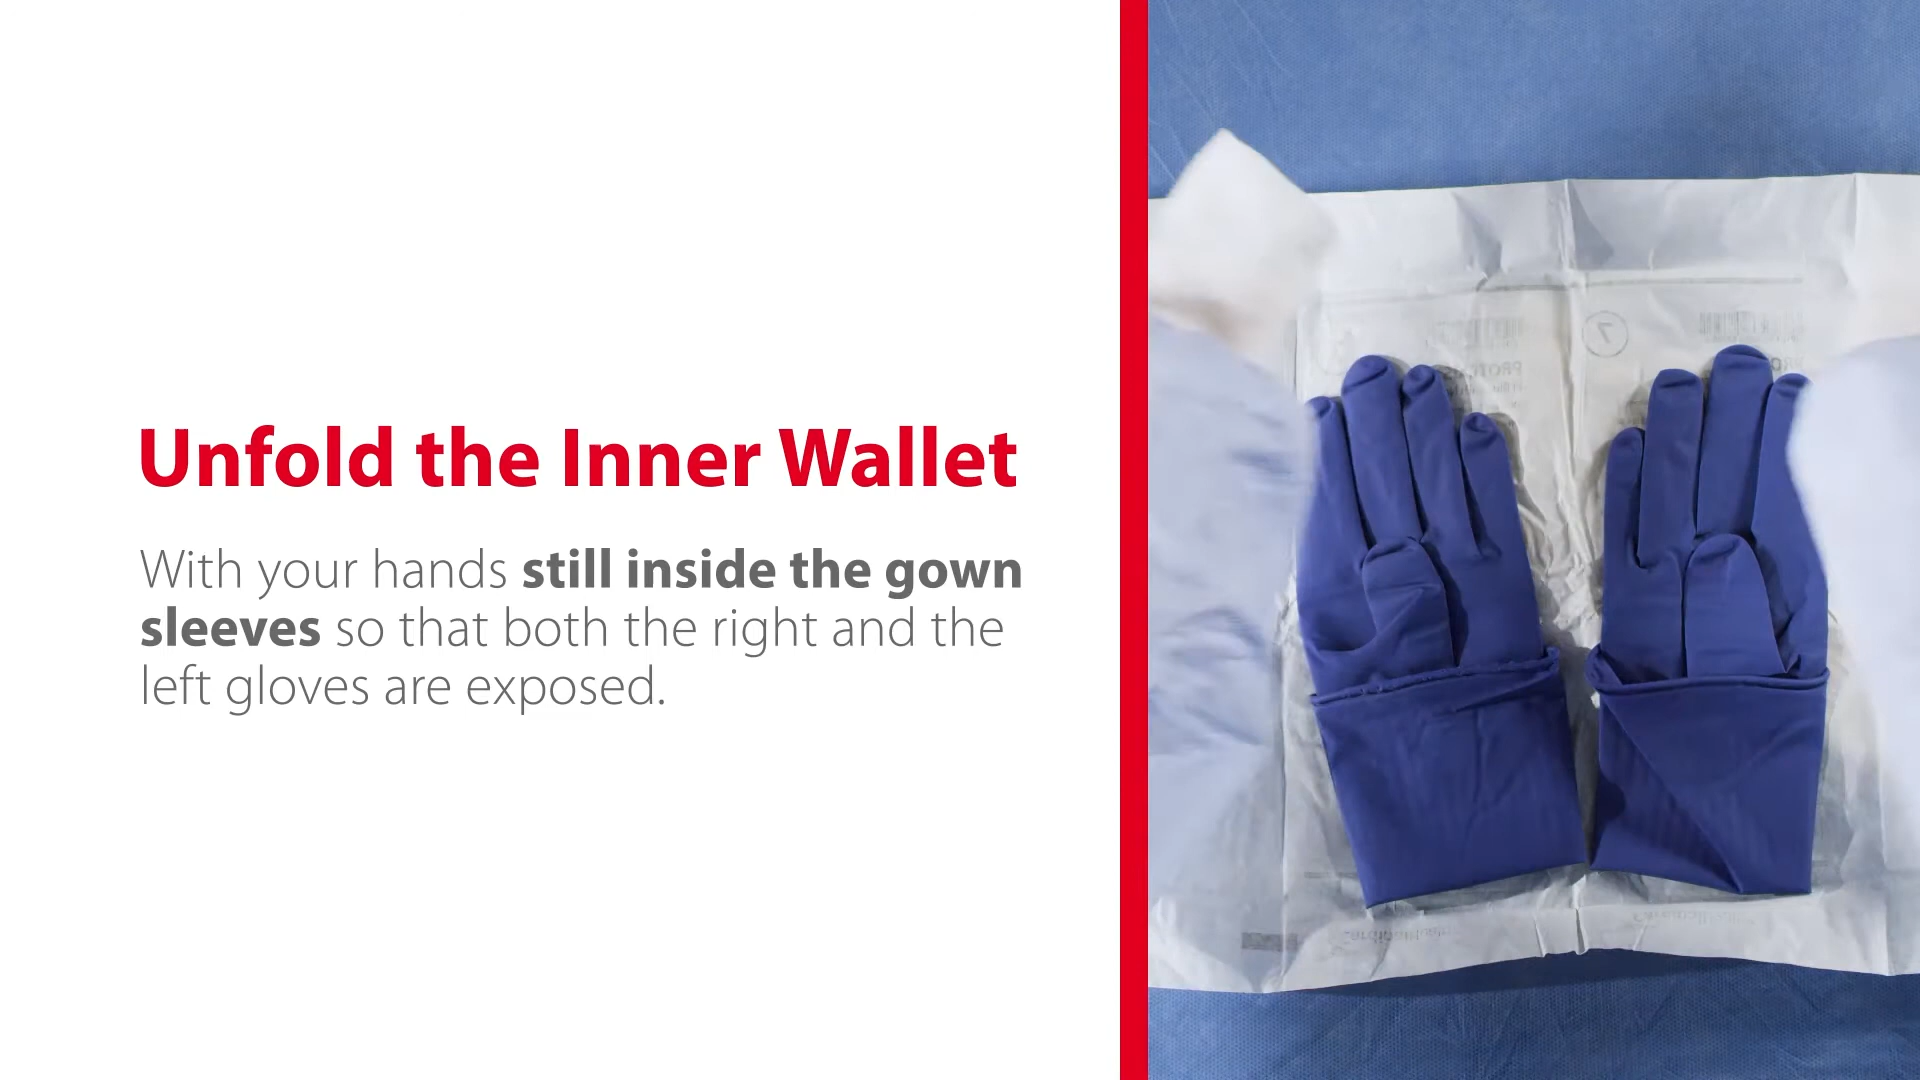 Unfold the Inner Wallet
With your hands still inside the gown
sleeves so that both the right and the
left gloves are exposed.
7